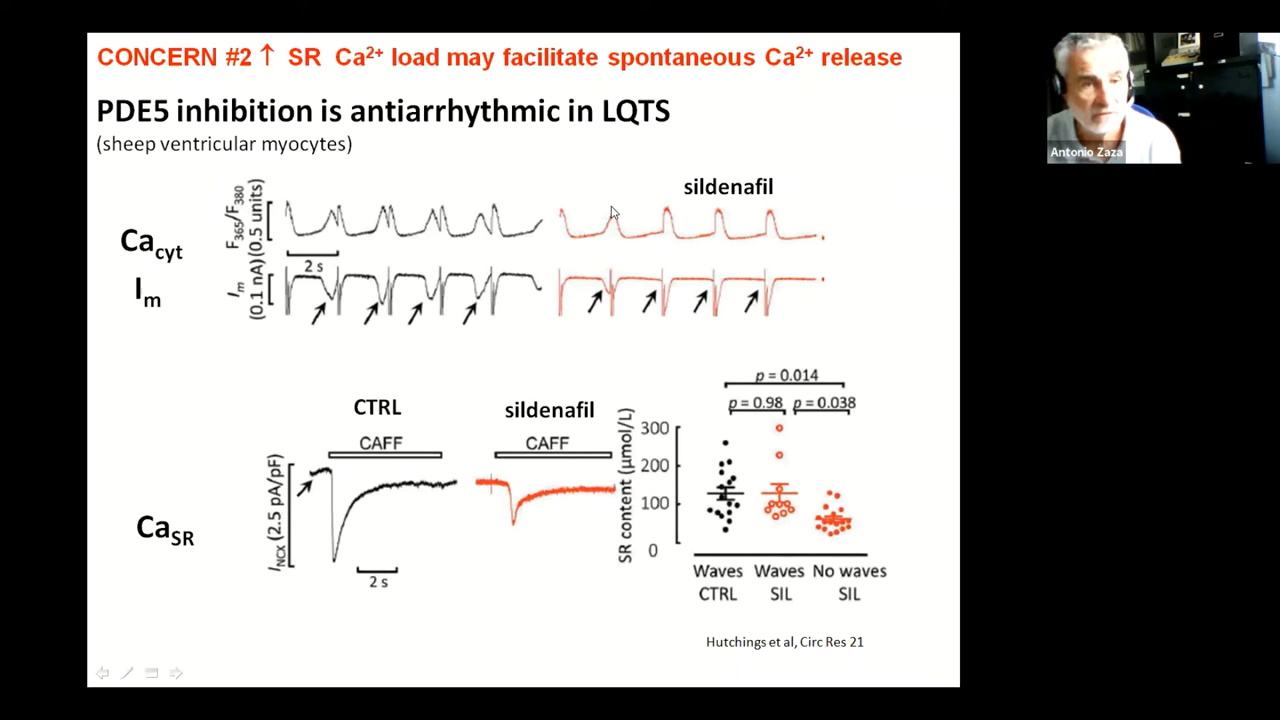 CONCERN #2 ↑ SR Ca²⁺ load may facilitate spontaneous Ca²⁺ release
PDE5 inhibition is antiarrhythmic in LQTS
(sheep ventricular myocytes)
Antonio Zaza
sildenafil
Ca_cyt
F₃₆₅/F₃₈₀
(0.5 units)
2 s
I_m
I_m
(0.1 nA)
CTRL
sildenafil
CAFF
CAFF
Ca_SR
I_NCX (2.5 pA/pF)
2 s
p = 0.014
p = 0.98
p = 0.038
SR content (µmol/L)
300
200
100
0
Waves CTRL
Waves SIL
No waves SIL
Hutchings et al, Circ Res 21